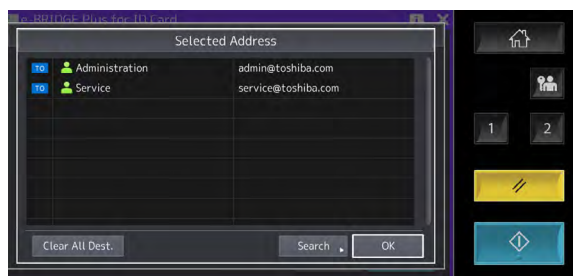 e-BRIDGE Plus for ID Card
Selected Address
TO Administration admin@toshiba.com
TO Service service@toshiba.com
1 2
Clear All Dest. Search OK